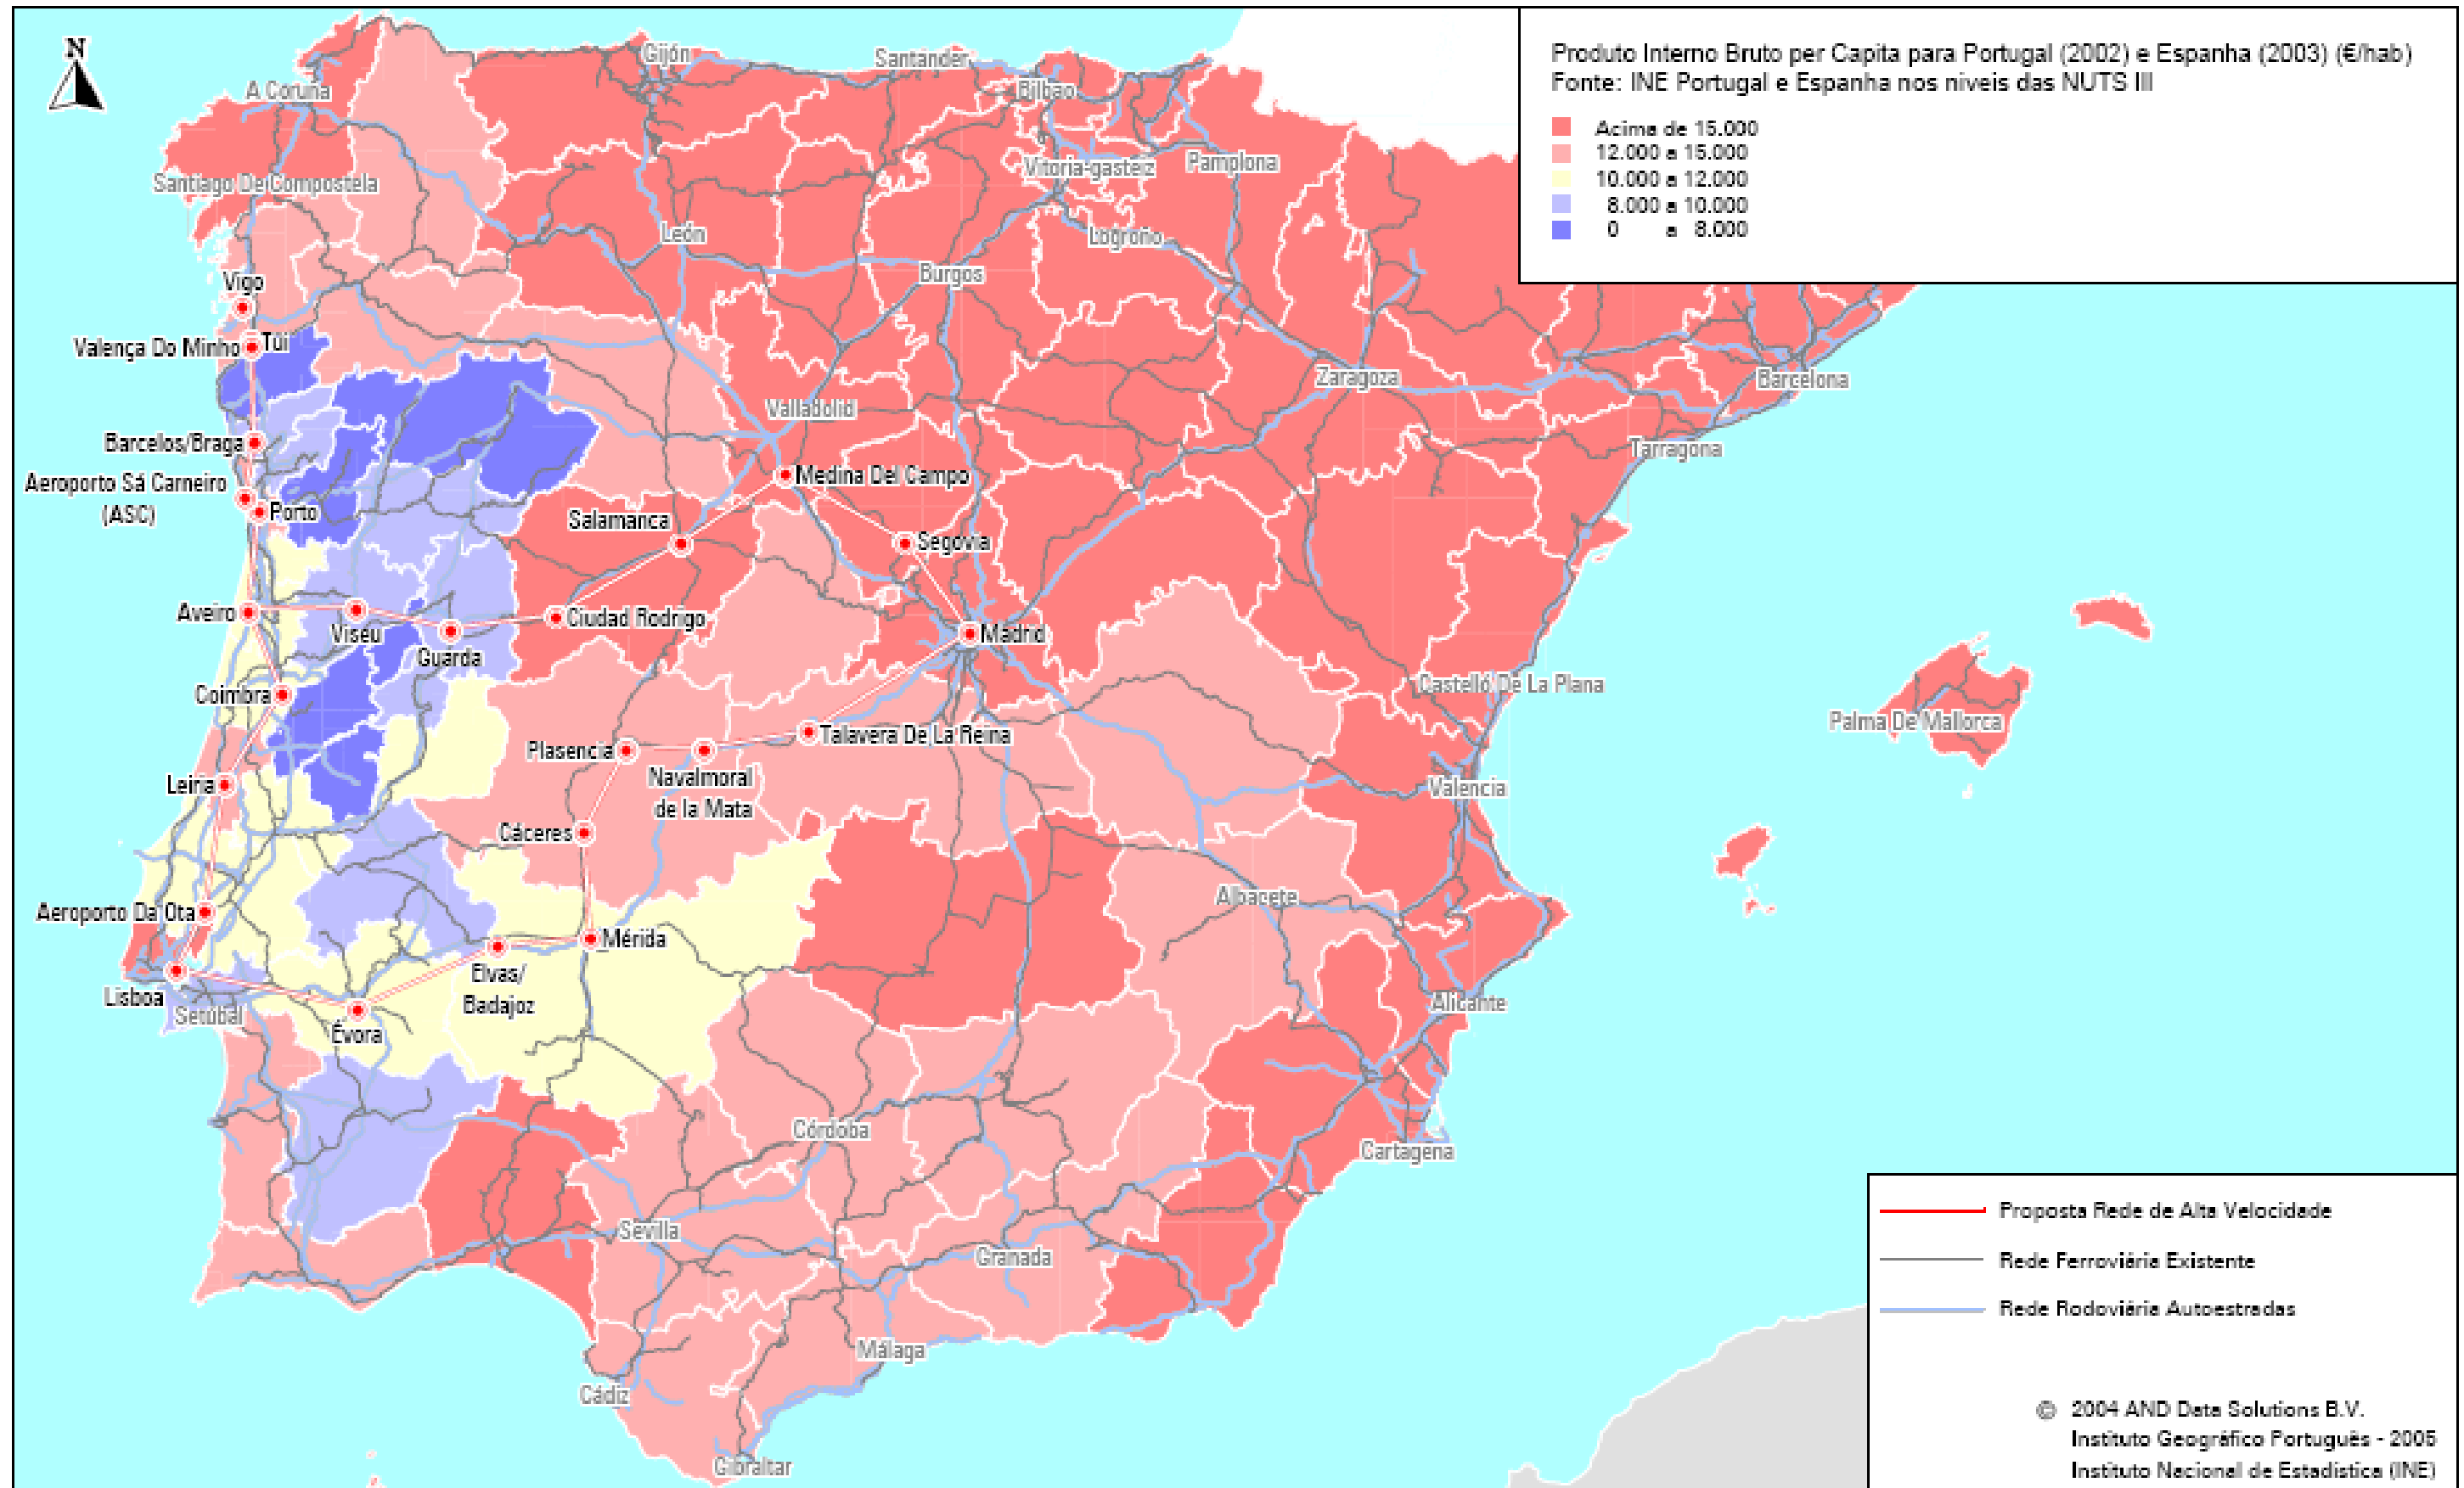 Produto Interno Bruto per Capita para Portugal (2002) e Espanha (2003) (€/hab)
Fonte: INE Portugal e Espanha nos niveis das NUTS III
Acima de 15.000
12.000 a 15.000
10.000 a 12.000
8.000 a 10.000
0 a 8.000
N
Gijón
Santander
A Coruña
Bilbao
Santiago De Compostela
Vitoria-gasteiz
Pamplona
León
Logroño
Burgos
Vigo
Valença Do Minho
Tui
Zaragoza
Barcelona
Valladolid
Barcelos/Braga
Tarragona
Medina Del Campo
Aeroporto Sá Carneiro
(ASC)
Porto
Salamanca
Segovia
Aveiro
Viseu
Ciudad Rodrigo
Madrid
Guarda
Coimbra
Castelló De La Plana
Palma De Mallorca
Talavera De La Reina
Plasencia
Navalmoral
de la Mata
Leiria
Valencia
Cáceres
Albacete
Aeroporto Da Ota
Mérida
Elvas/
Badajoz
Lisboa
Setúbal
Évora
Alicante
Córdoba
Cartagena
Sevilla
Granada
Málaga
Cádiz
Gibraltar
Proposta Rede de Alta Velocidade
Rede Ferroviária Existente
Rede Rodoviária Autoestradas
© 2004 AND Data Solutions B.V.
Instituto Geográfico Português - 2005
Instituto Nacional de Estadistica (INE)